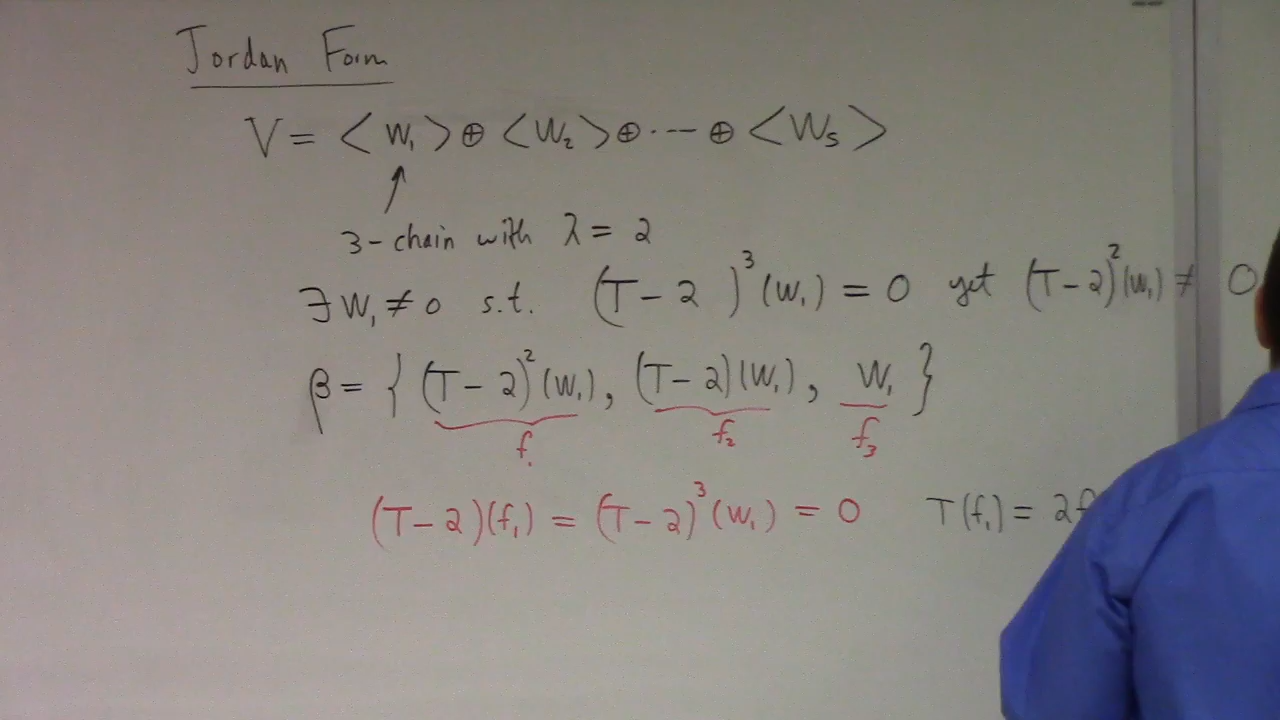 Jordan Form
V = < W₁ > ⊕ < W₂ > ⊕ ··· ⊕ < W₅ >
↑
3-chain with λ = 2
∃ W₁ ≠ 0 s.t. (T − 2 )³(W₁) = 0 yet (T − 2)²(W₁) ≠ 0
β = { (T − 2)²(W₁), (T − 2)(W₁), W₁ }
f₁ f₂ f₃
(T − 2)(f₁) = (T − 2)³(W₁) = 0 T(f₁) = 2f